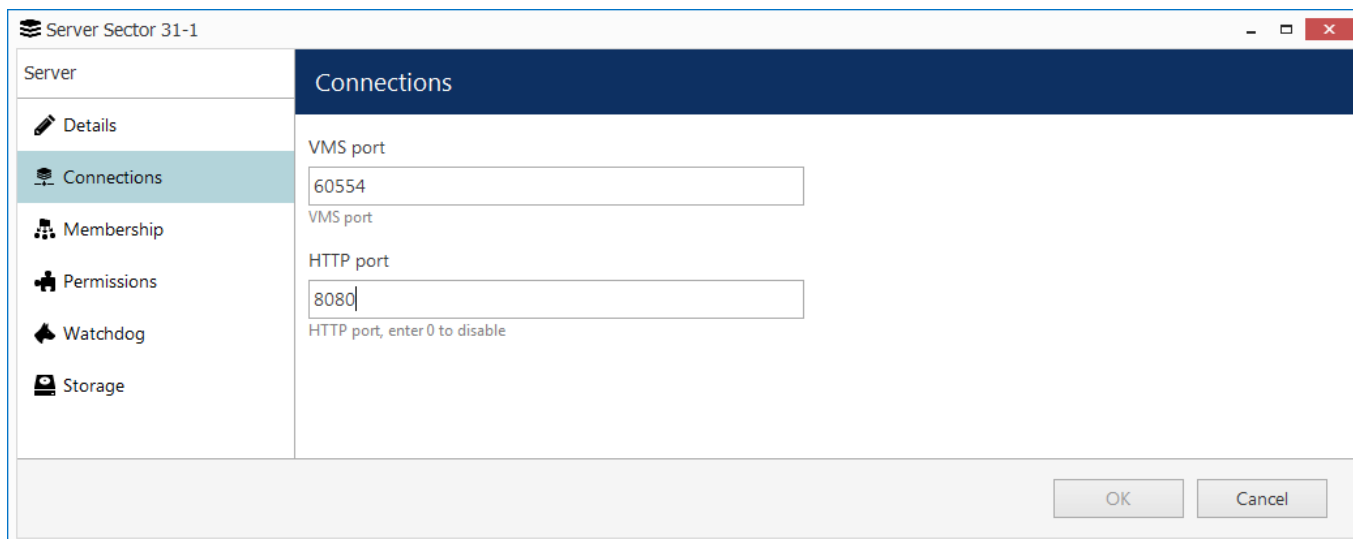 Server Sector 31-1
Server
Details
Connections
Membership
Permissions
Watchdog
Storage
Connections
VMS port
60554
VMS port
HTTP port
8080
HTTP port, enter 0 to disable
OK
Cancel